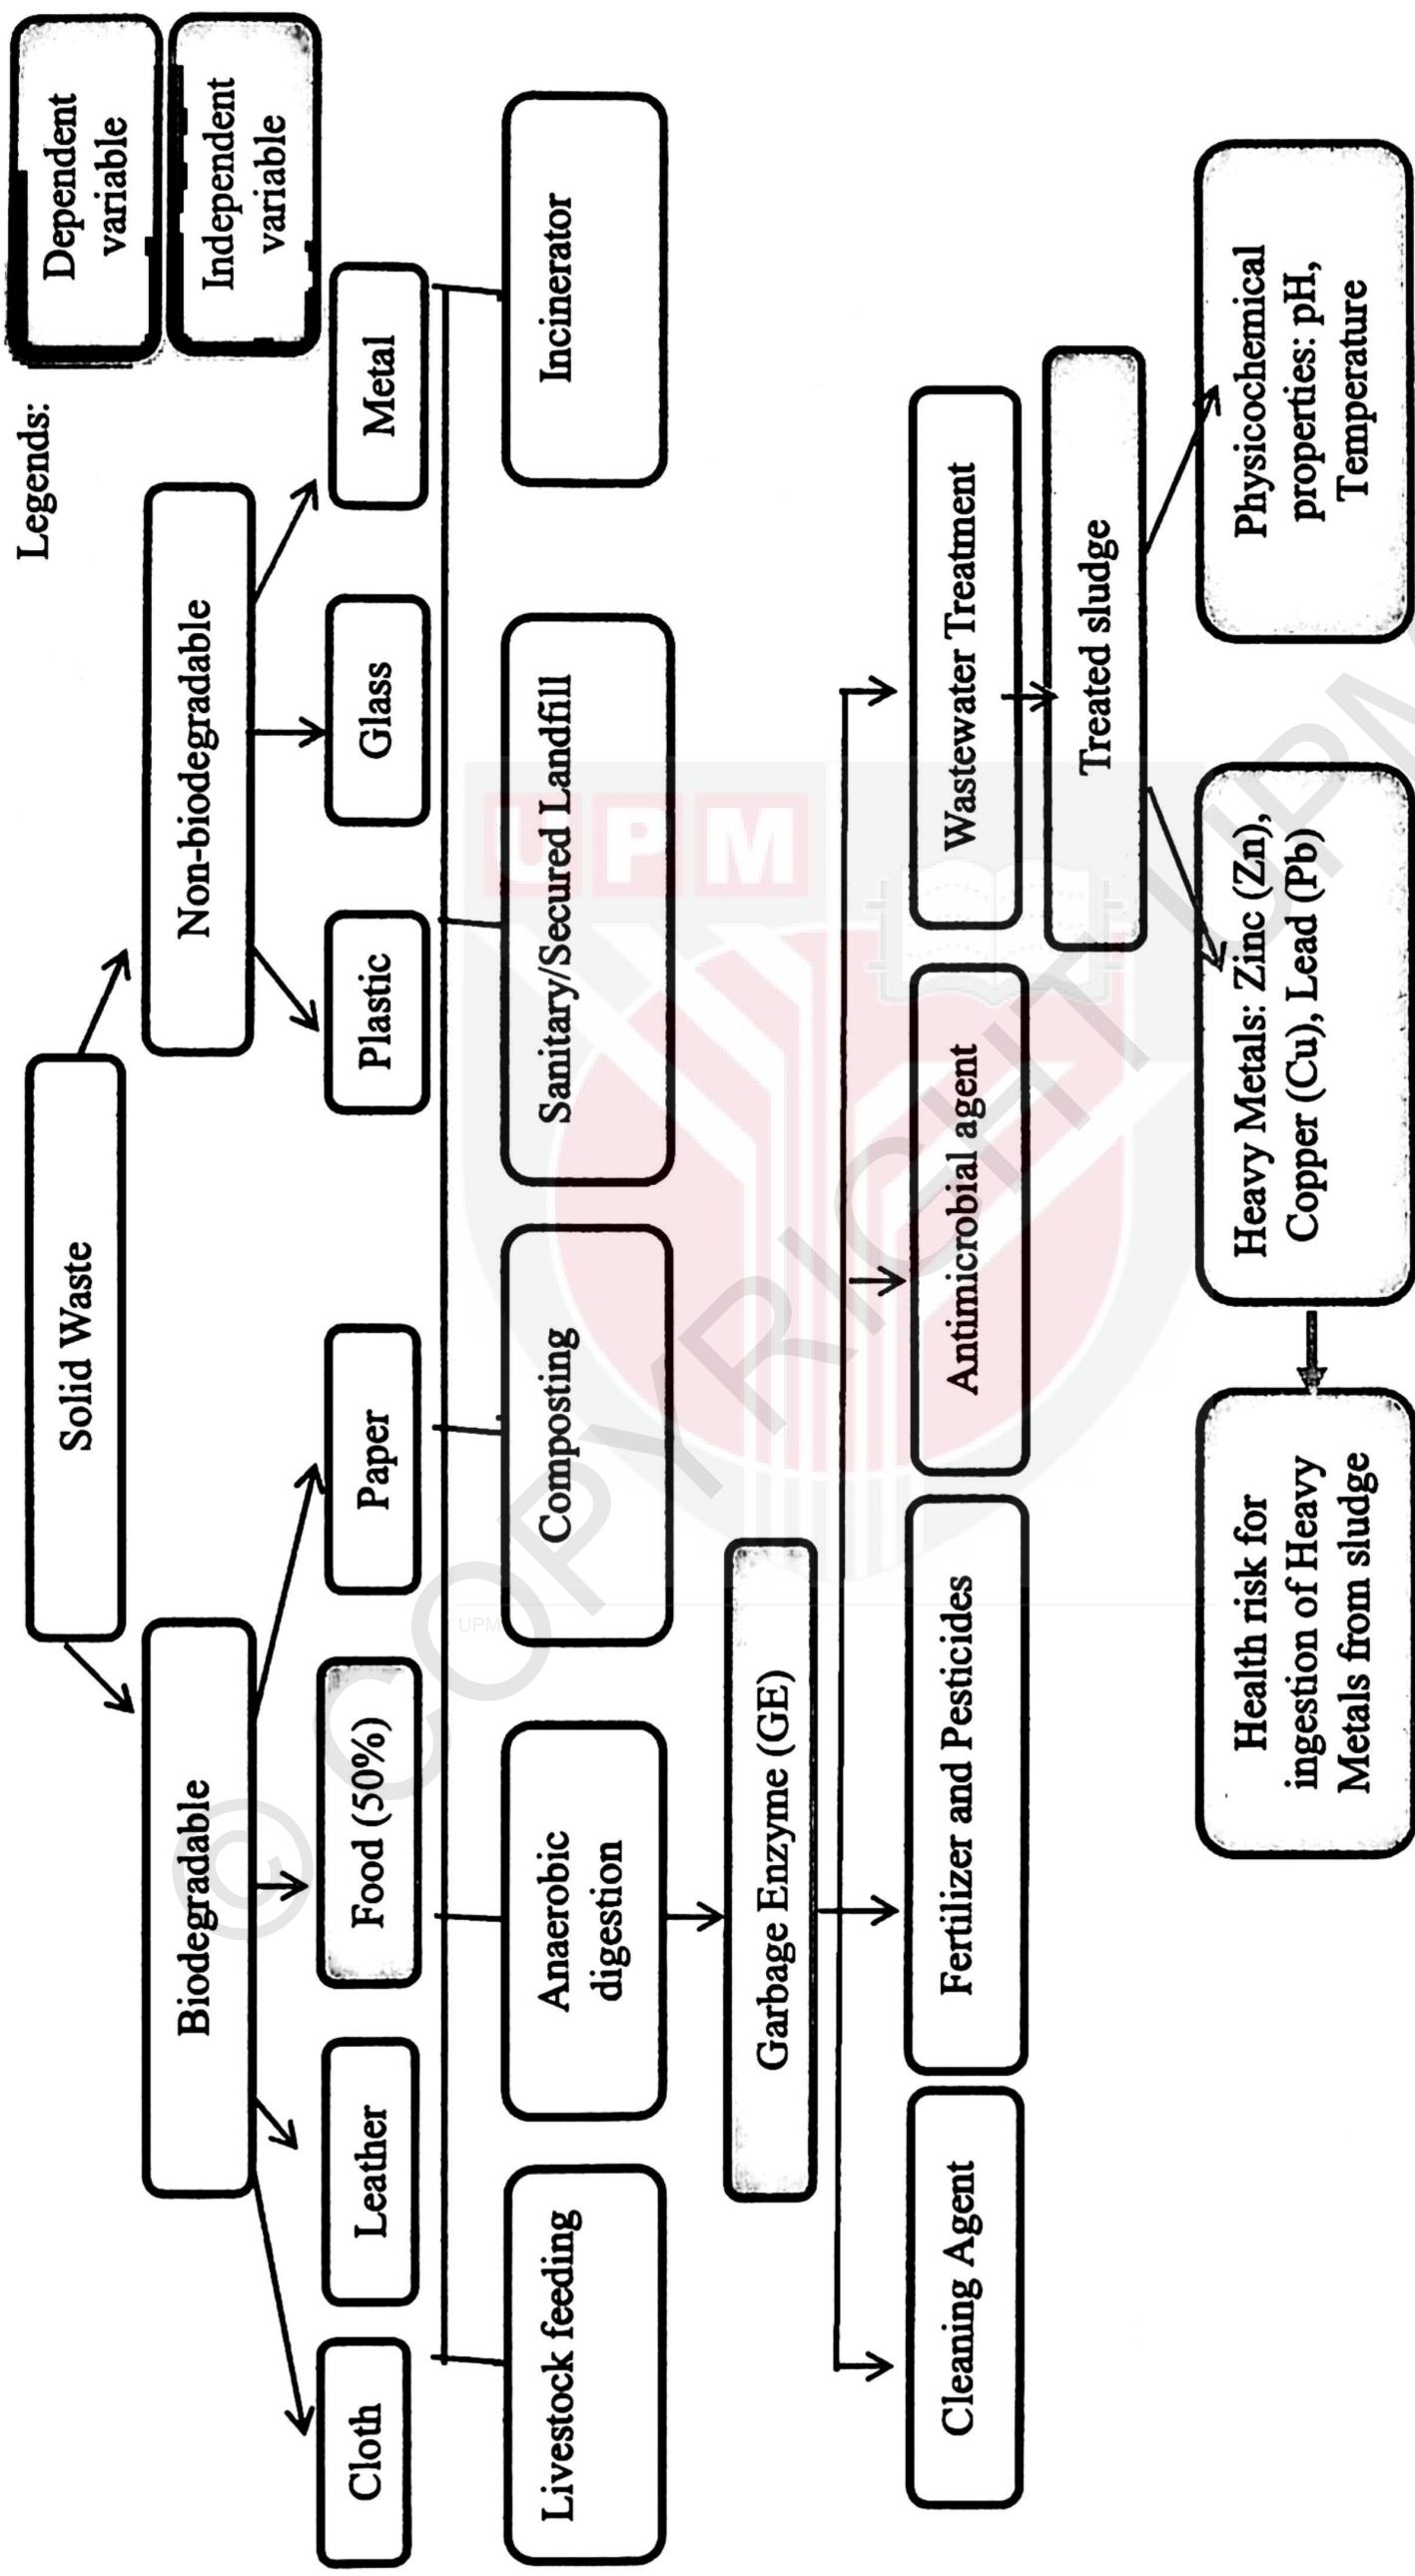 Legends:
Dependent
variable
Independent
variable
Solid Waste
Biodegradable
Non-biodegradable
Cloth
Leather
Food (50%)
Paper
Plastic
Glass
Metal
Livestock feeding
Anaerobic
digestion
Composting
Sanitary/Secured Landfill
Incinerator
Garbage Enzyme (GE)
Cleaning Agent
Fertilizer and Pesticides
Antimicrobial agent
Wastewater Treatment
Treated sludge
Health risk for
ingestion of Heavy
Metals from sludge
Heavy Metals: Zinc (Zn),
Copper (Cu), Lead (Pb)
Physicochemical
properties: pH,
Temperature
UPM
© COPYRIGHT UPM
UPM